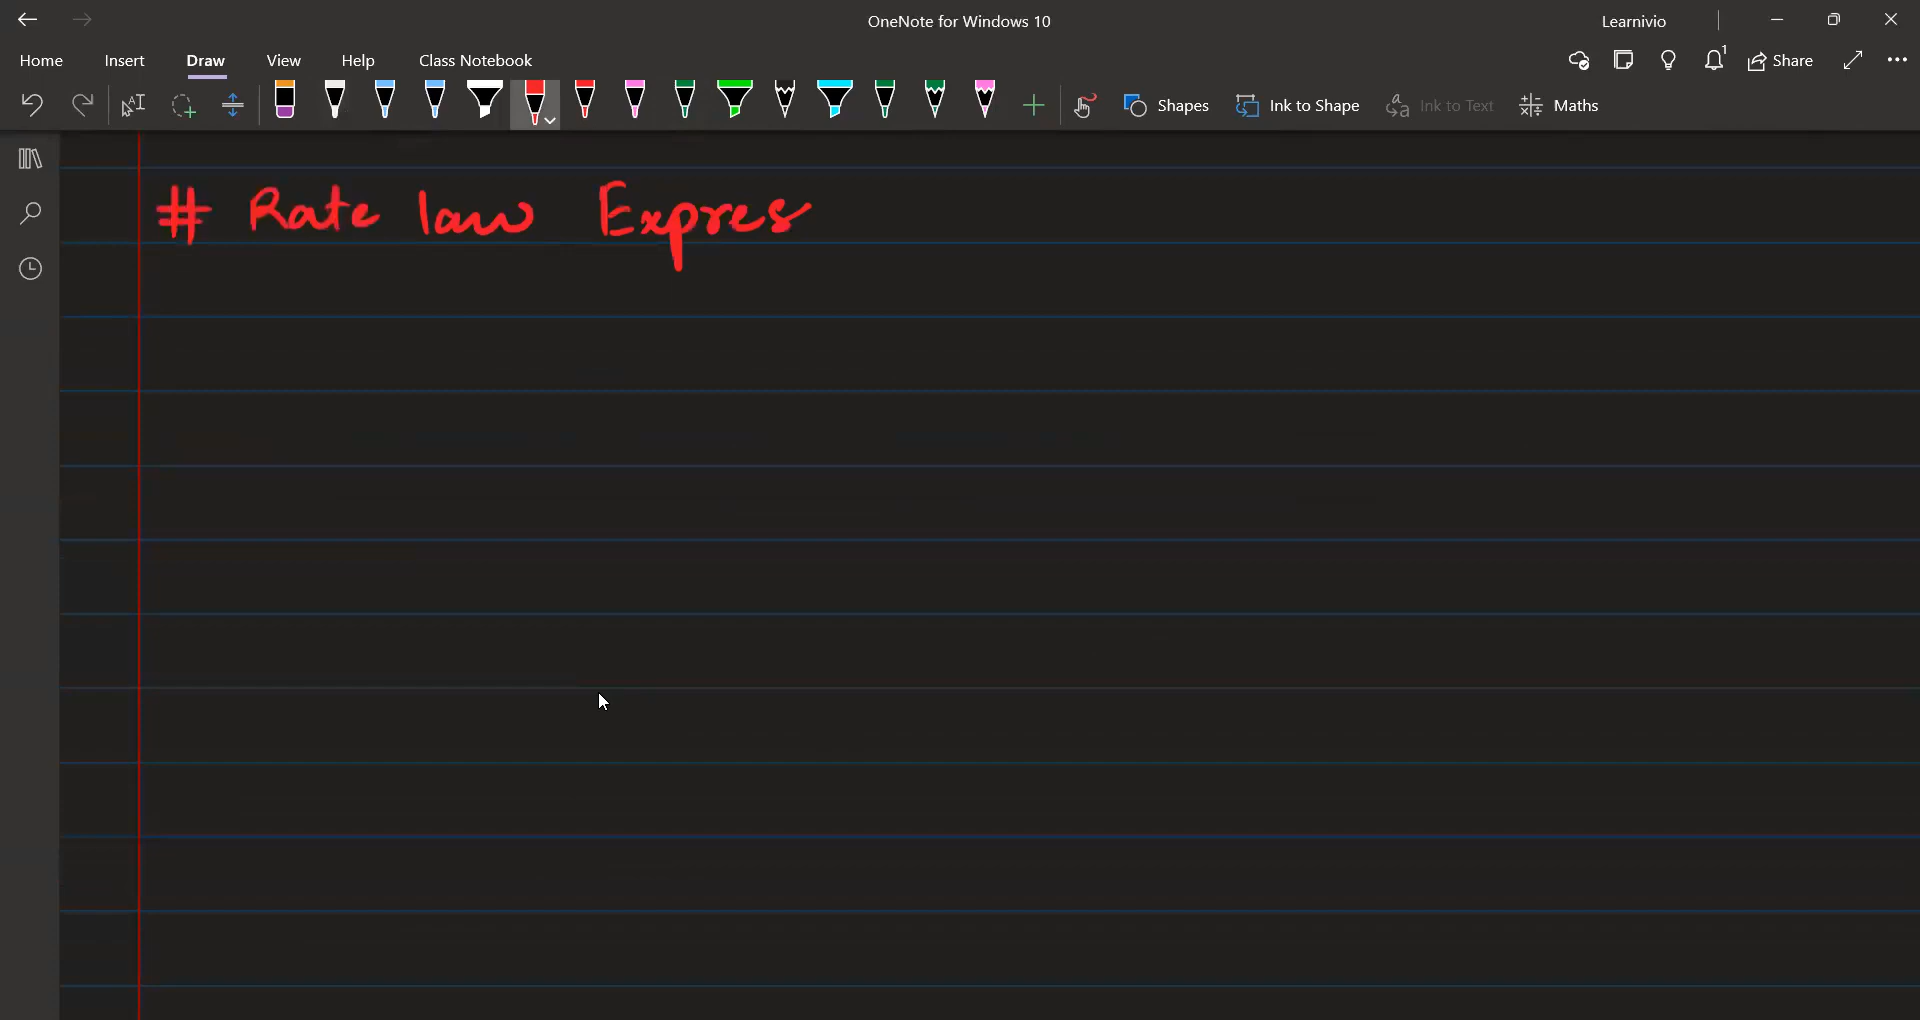 OneNote for Windows 10
Learnivio
Home Insert Draw View Help Class Notebook
1
Share
Shapes Ink to Shape Ink to Text Maths
# Rate law Expres